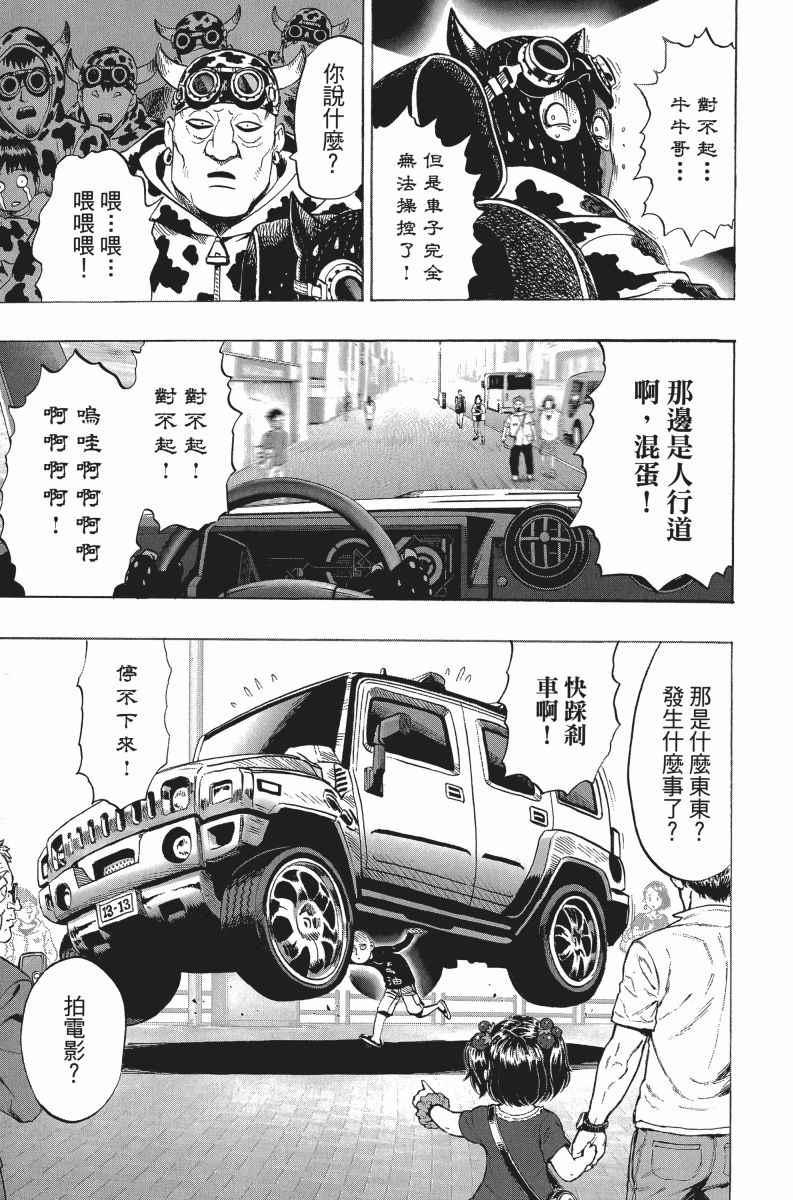 對不起⋯
牛牛哥⋯
但是車子完全
無法操控了！
你說什麼？
喂⋯喂⋯
喂喂喂！
那邊是人行道
啊，混蛋！
對不起！
對不起！
嗚哇啊啊啊啊
啊啊啊啊！
那是什麼東東？
發生什麼事了？
快踩剎
車啊！
停不下來！
13-13
油
拍電影？